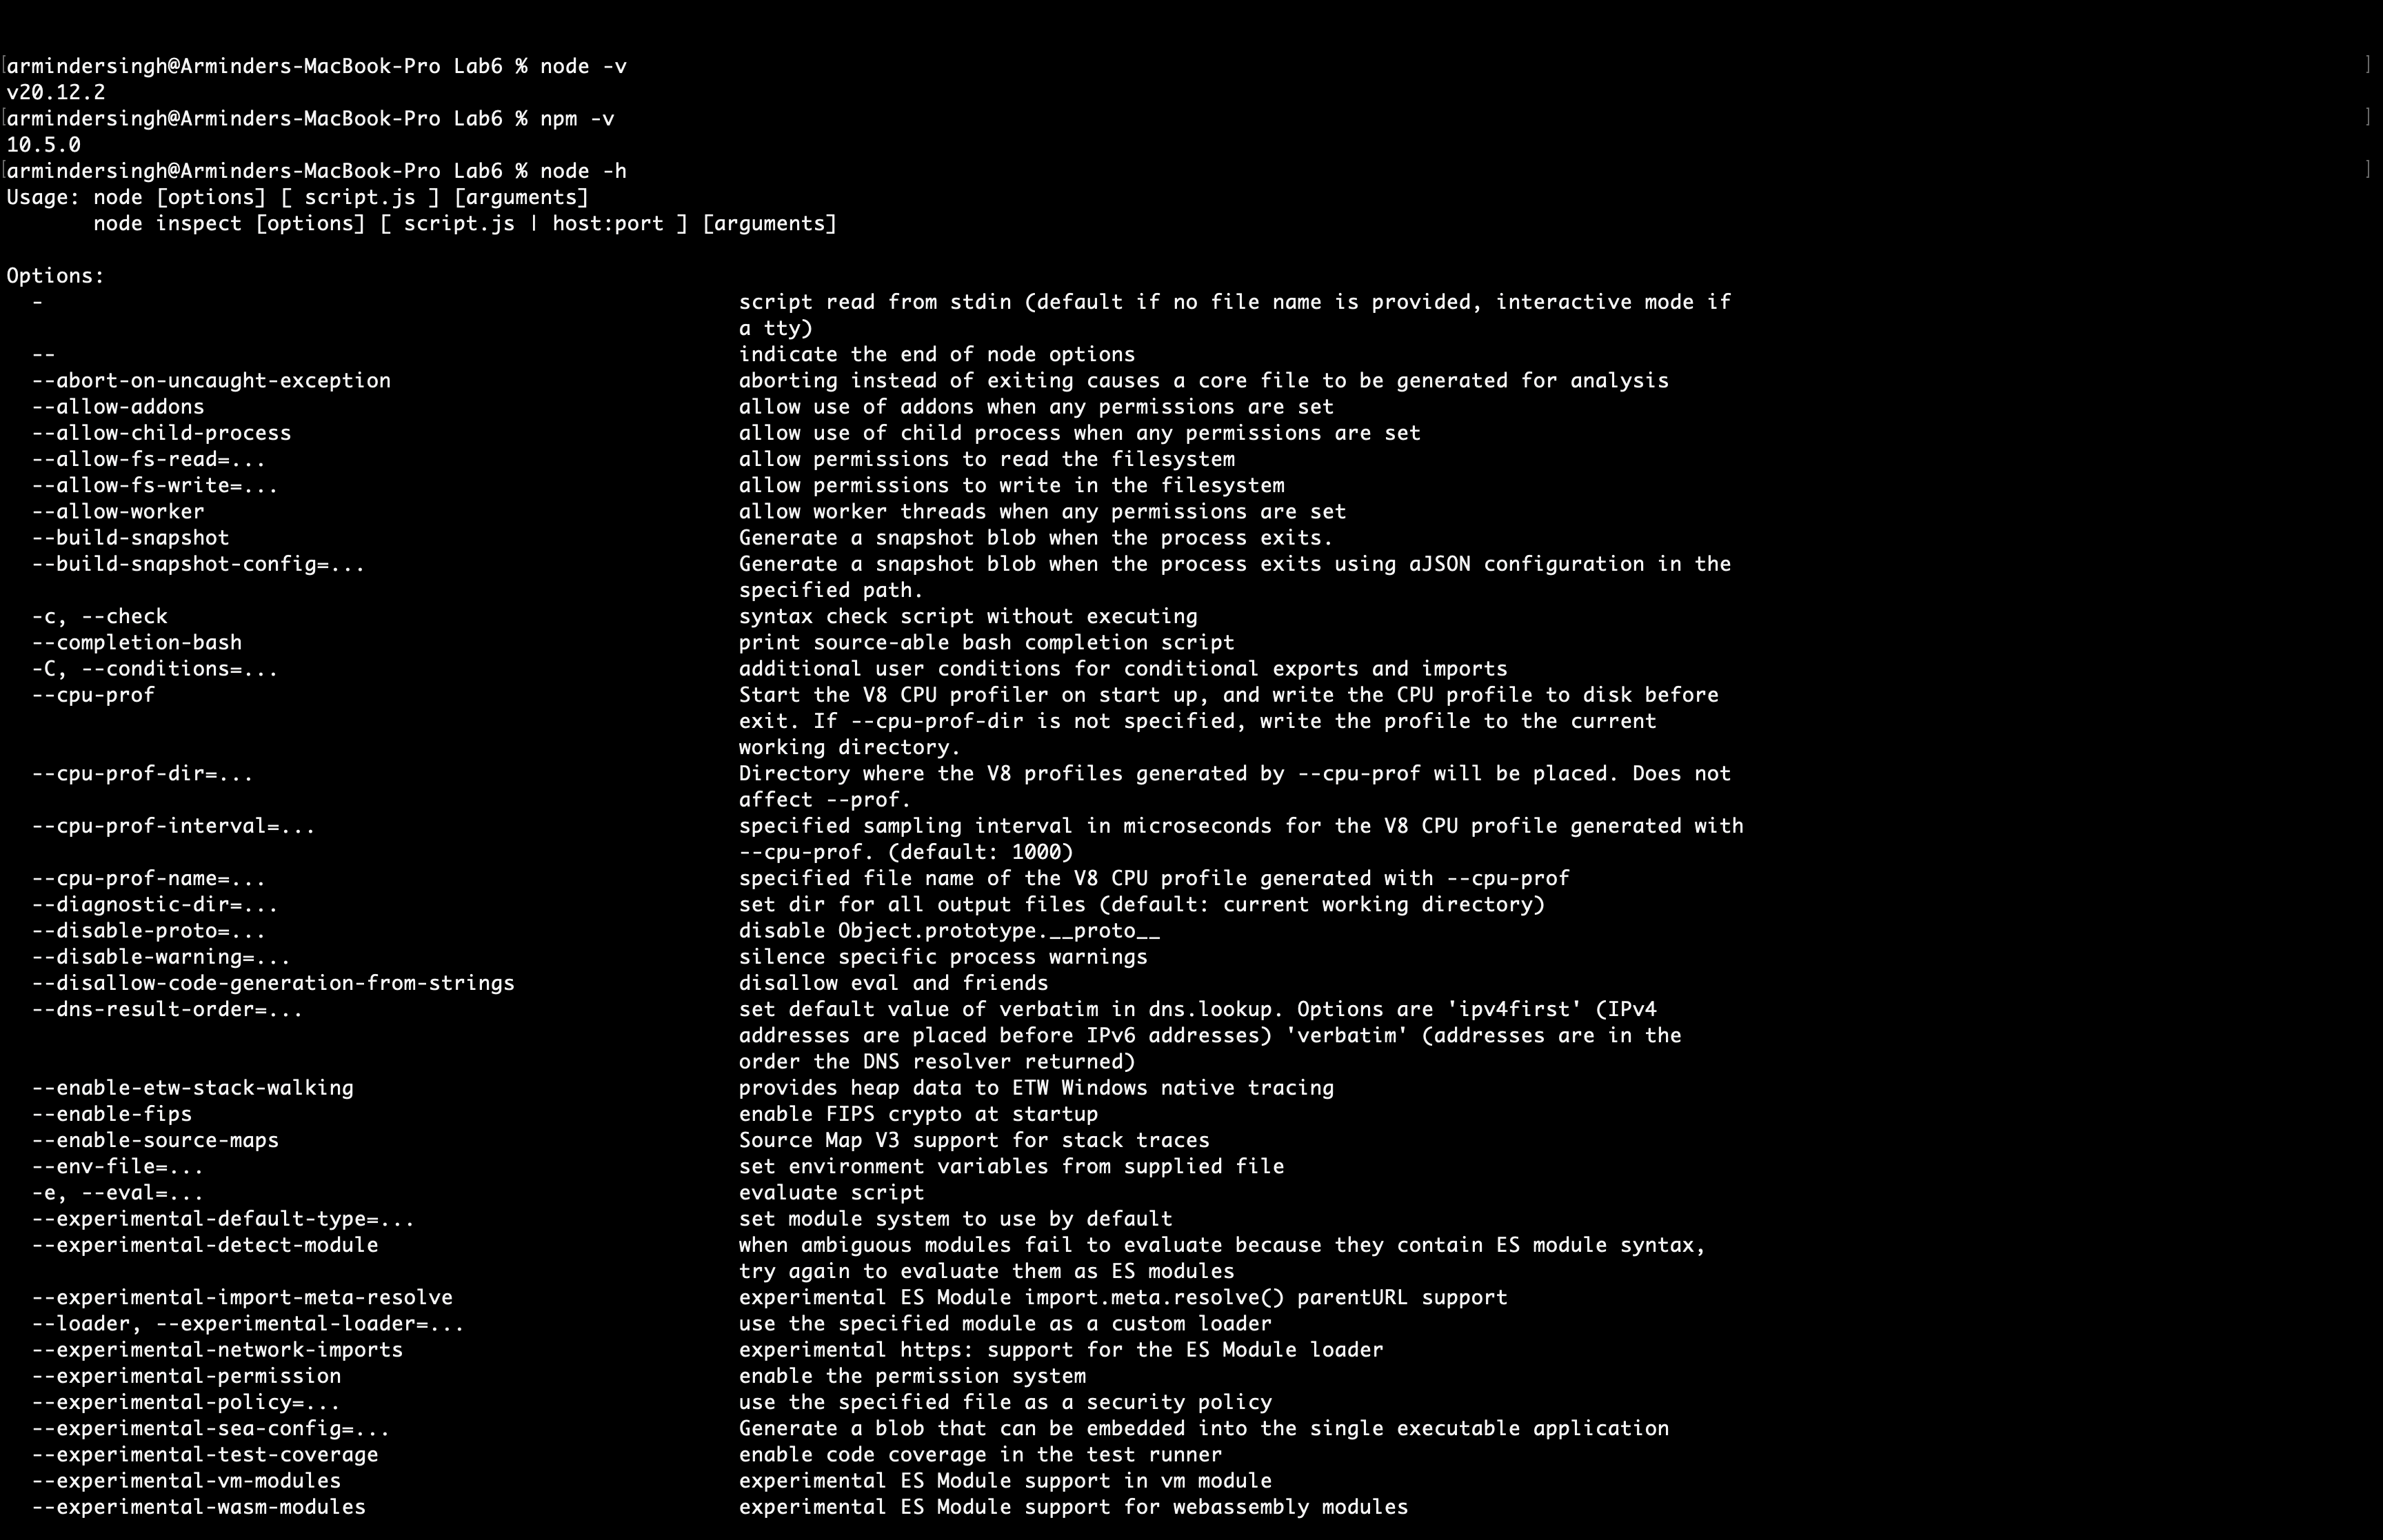 [armindersingh@Arminders-MacBook-Pro Lab6 % node -v ]
v20.12.2
[armindersingh@Arminders-MacBook-Pro Lab6 % npm -v ]
10.5.0
[armindersingh@Arminders-MacBook-Pro Lab6 % node -h ]
Usage: node [options] [ script.js ] [arguments]
       node inspect [options] [ script.js | host:port ] [arguments]

Options:
  - script read from stdin (default if no file name is provided, interactive mode if
a tty)
  -- indicate the end of node options
  --abort-on-uncaught-exception aborting instead of exiting causes a core file to be generated for analysis
  --allow-addons allow use of addons when any permissions are set
  --allow-child-process allow use of child process when any permissions are set
  --allow-fs-read=... allow permissions to read the filesystem
  --allow-fs-write=... allow permissions to write in the filesystem
  --allow-worker allow worker threads when any permissions are set
  --build-snapshot Generate a snapshot blob when the process exits.
  --build-snapshot-config=... Generate a snapshot blob when the process exits using aJSON configuration in the
specified path.
  -c, --check syntax check script without executing
  --completion-bash print source-able bash completion script
  -C, --conditions=... additional user conditions for conditional exports and imports
  --cpu-prof Start the V8 CPU profiler on start up, and write the CPU profile to disk before
exit. If --cpu-prof-dir is not specified, write the profile to the current
working directory.
  --cpu-prof-dir=... Directory where the V8 profiles generated by --cpu-prof will be placed. Does not
affect --prof.
  --cpu-prof-interval=... specified sampling interval in microseconds for the V8 CPU profile generated with
--cpu-prof. (default: 1000)
  --cpu-prof-name=... specified file name of the V8 CPU profile generated with --cpu-prof
  --diagnostic-dir=... set dir for all output files (default: current working directory)
  --disable-proto=... disable Object.prototype.__proto__
  --disable-warning=... silence specific process warnings
  --disallow-code-generation-from-strings disallow eval and friends
  --dns-result-order=... set default value of verbatim in dns.lookup. Options are 'ipv4first' (IPv4
addresses are placed before IPv6 addresses) 'verbatim' (addresses are in the
order the DNS resolver returned)
  --enable-etw-stack-walking provides heap data to ETW Windows native tracing
  --enable-fips enable FIPS crypto at startup
  --enable-source-maps Source Map V3 support for stack traces
  --env-file=... set environment variables from supplied file
  -e, --eval=... evaluate script
  --experimental-default-type=... set module system to use by default
  --experimental-detect-module when ambiguous modules fail to evaluate because they contain ES module syntax,
try again to evaluate them as ES modules
  --experimental-import-meta-resolve experimental ES Module import.meta.resolve() parentURL support
  --loader, --experimental-loader=... use the specified module as a custom loader
  --experimental-network-imports experimental https: support for the ES Module loader
  --experimental-permission enable the permission system
  --experimental-policy=... use the specified file as a security policy
  --experimental-sea-config=... Generate a blob that can be embedded into the single executable application
  --experimental-test-coverage enable code coverage in the test runner
  --experimental-vm-modules experimental ES Module support in vm module
  --experimental-wasm-modules experimental ES Module support for webassembly modules